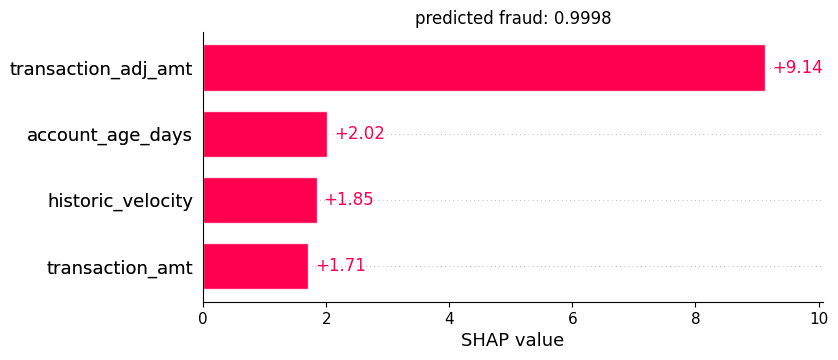 predicted fraud: 0.9998
transaction_adj_amt +9.14
account_age_days +2.02
historic_velocity +1.85
transaction_amt +1.71
0 2 4 6 8 10
SHAP value